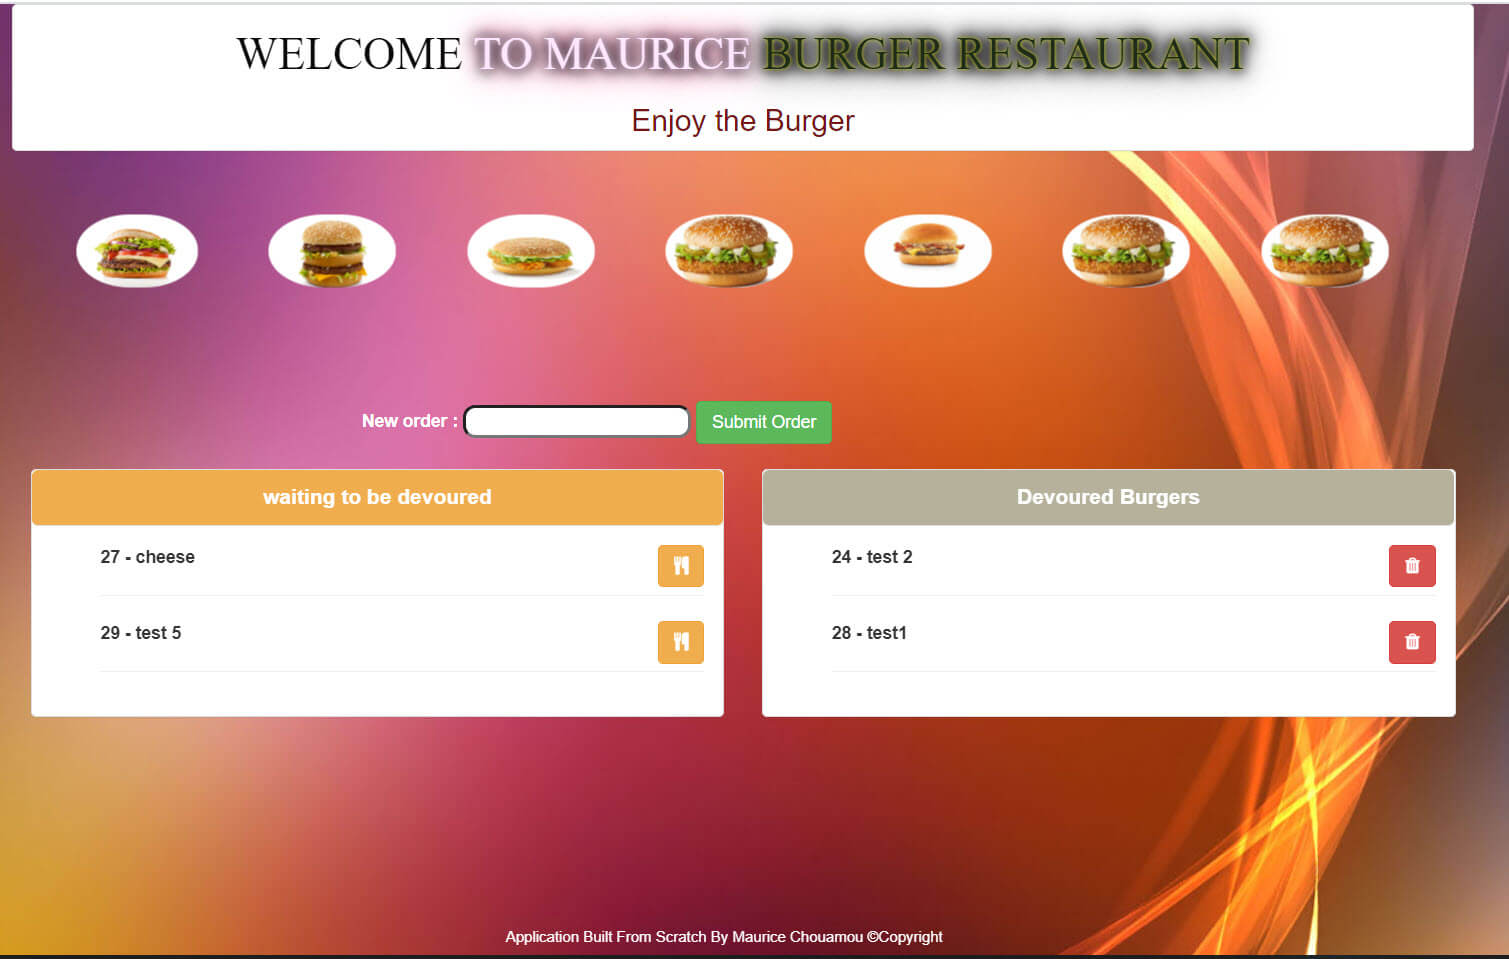 WELCOME TO MAURICE BURGER RESTAURANT
Enjoy the Burger
New order :
Submit Order
waiting to be devoured
27 - cheese
29 - test 5
Devoured Burgers
24 - test 2
28 - test1
Application Built From Scratch By Maurice Chouamou ©Copyright